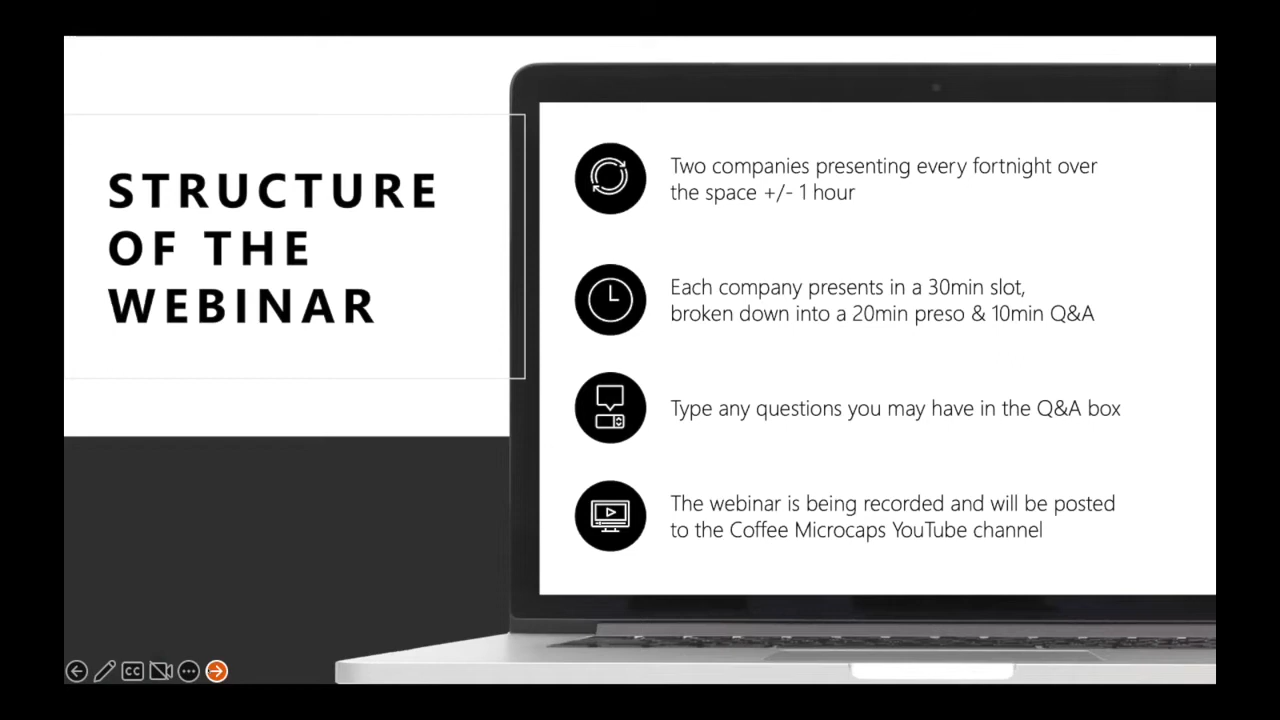 STRUCTURE
OF THE
WEBINAR
Two companies presenting every fortnight over
the space +/- 1 hour
Each company presents in a 30min slot,
broken down into a 20min preso & 10min Q&A
Type any questions you may have in the Q&A box
The webinar is being recorded and will be posted
to the Coffee Microcaps YouTube channel
CC